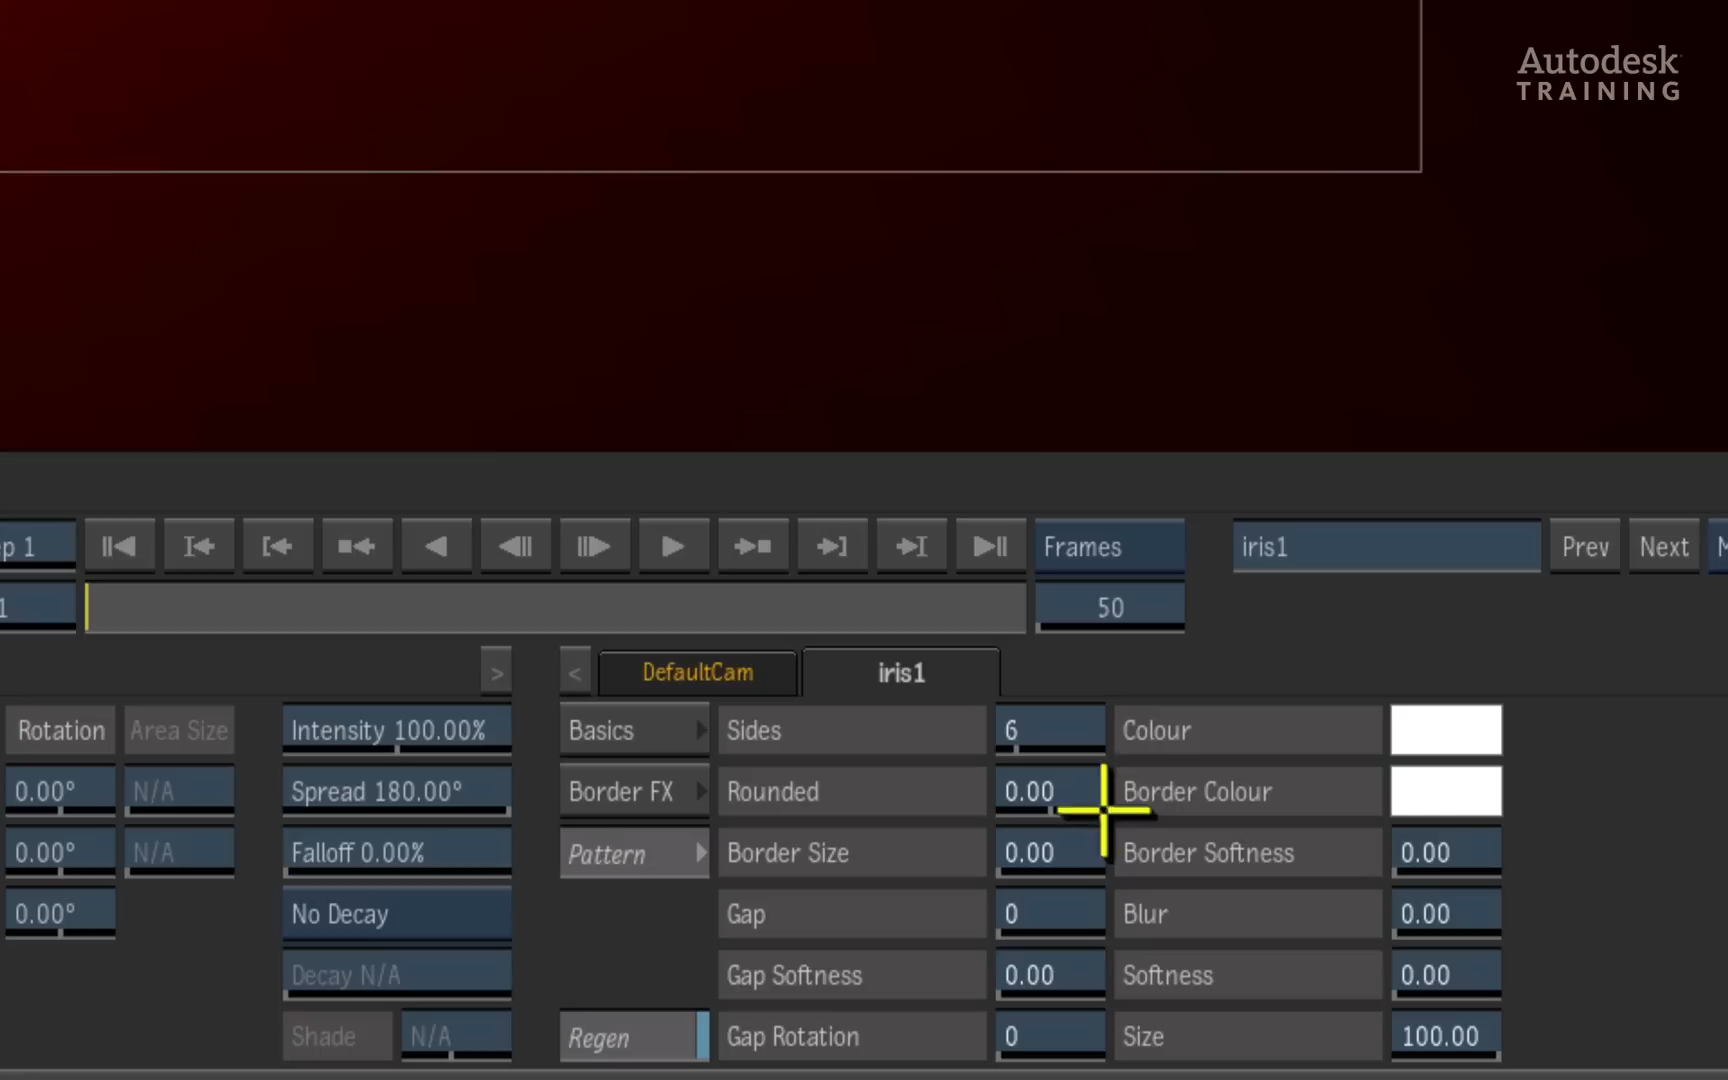 Autodesk
TRAINING
p 1
Frames
iris1
Prev
Next
1
50
>
<
DefaultCam
iris1
Rotation
Area Size
Intensity 100.00%
Basics
Sides
6
Colour
0.00°
N/A
Spread 180.00°
Border FX
Rounded
0.00
Border Colour
0.00°
N/A
Falloff 0.00%
Pattern
Border Size
0.00
Border Softness
0.00
0.00°
No Decay
Gap
0
Blur
0.00
Decay N/A
Gap Softness
0.00
Softness
0.00
Shade
N/A
Regen
Gap Rotation
0
Size
100.00